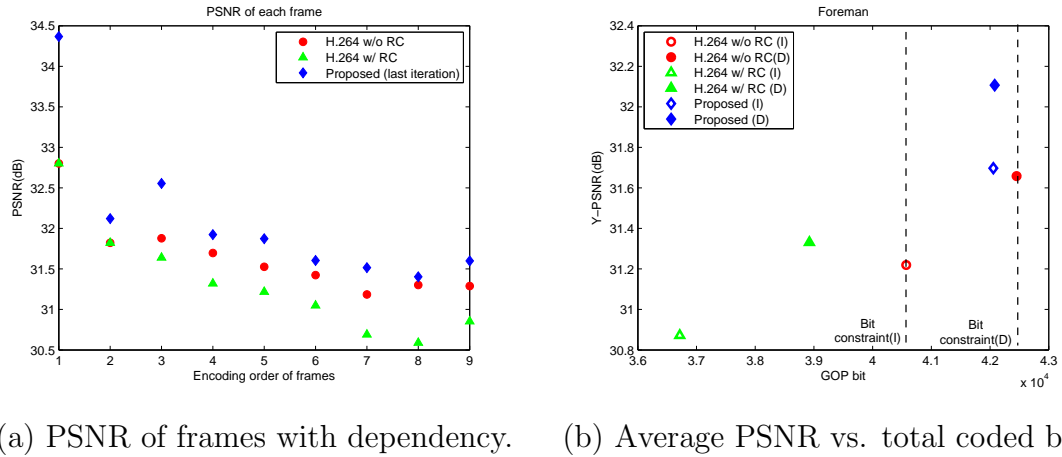 PSNR of each frame
34.5
34
33.5
33
32.5
32
31.5
31
30.5
PSNR(dB)
H.264 w/o RC
H.264 w/ RC
Proposed (last iteration)
1 2 3 4 5 6 7 8 9
Encoding order of frames
(a) PSNR of frames with dependency.
Foreman
32.4
32.2
32
31.8
31.6
31.4
31.2
31
30.8
Y−PSNR(dB)
H.264 w/o RC (I)
H.264 w/o RC(D)
H.264 w/ RC (I)
H.264 w/ RC (D)
Proposed (I)
Proposed (D)
Bit
constraint(I)
Bit
constraint(D)
3.6 3.7 3.8 3.9 4 4.1 4.2 4.3
x 10⁴
GOP bit
(b) Average PSNR vs. total coded b